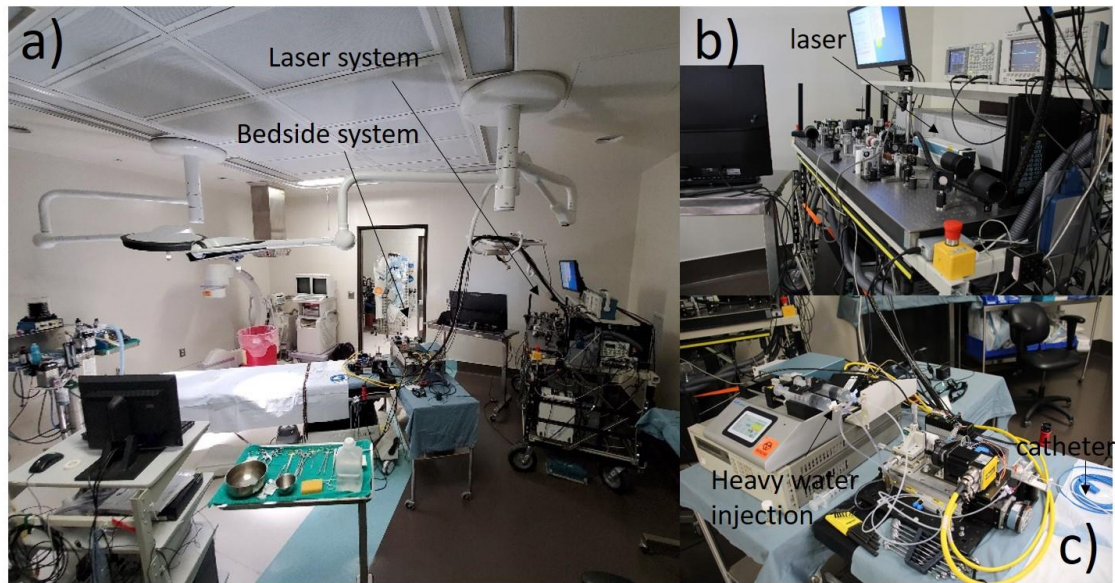 a)
Laser system
Bedside system
b)
laser
Heavy water
injection
catheter
c)